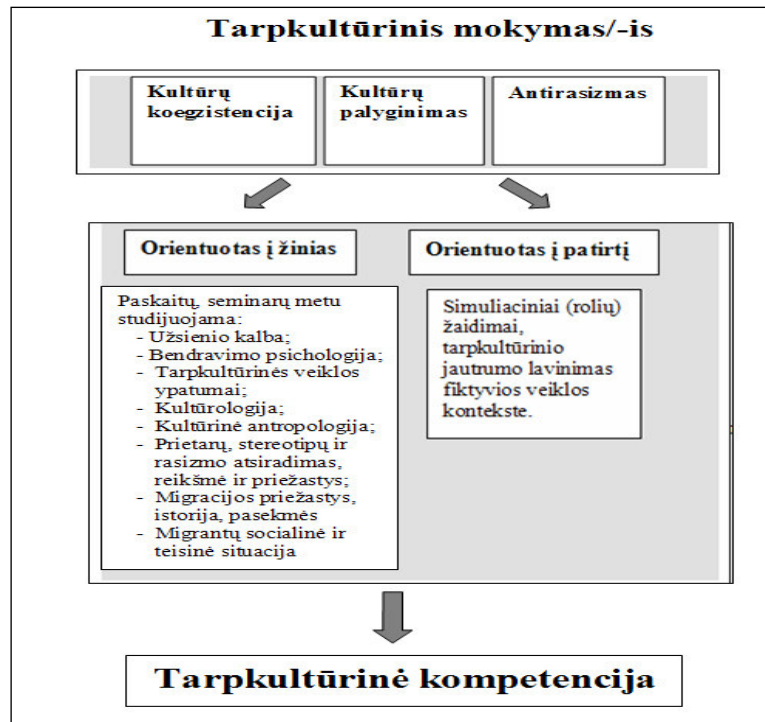 Tarpkultūrinis mokymas/-is
Kultūrų
koegzistencija
Kultūrų
palyginimas
Antirasizmas
Orientuotas į žinias
Paskaitų, seminarų metu
studijuojama:
- Užsienio kalba;
- Bendravimo psichologija;
- Tarpkultūrinės veiklos
ypatumai;
- Kultūrologija;
- Kultūrinė antropologija;
- Prietarų, stereotipų ir
rasizmo atsiradimas,
reikšmė ir priežastys;
- Migracijos priežastys,
istorija, pasekmės
- Migrantų socialinė ir
teisinė situacija
Orientuotas į patirtį
Simuliaciniai (rolių)
žaidimai,
tarpkultūrinio
jautrumo lavinimas
fiktyvios veiklos
kontekste.
Tarpkultūrinė kompetencija